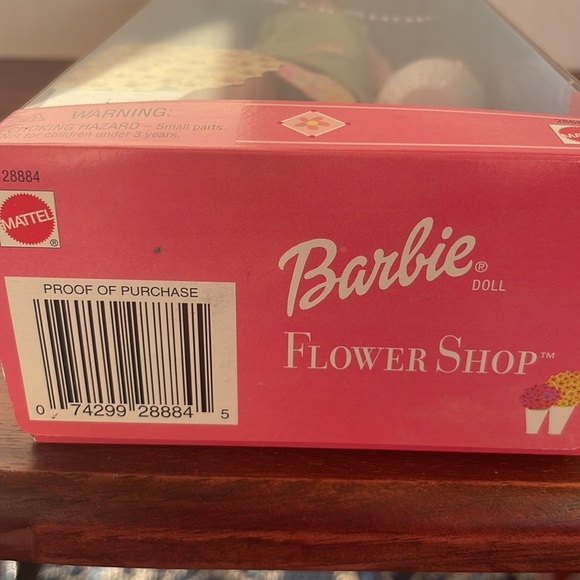 WARNING:
CHOKING HAZARD – Small parts.
Not for children under 3 years.
28884
MATTEL
®
Barbie®
DOLL
FLOWER SHOP™
PROOF OF PURCHASE
0 74299 28884 5